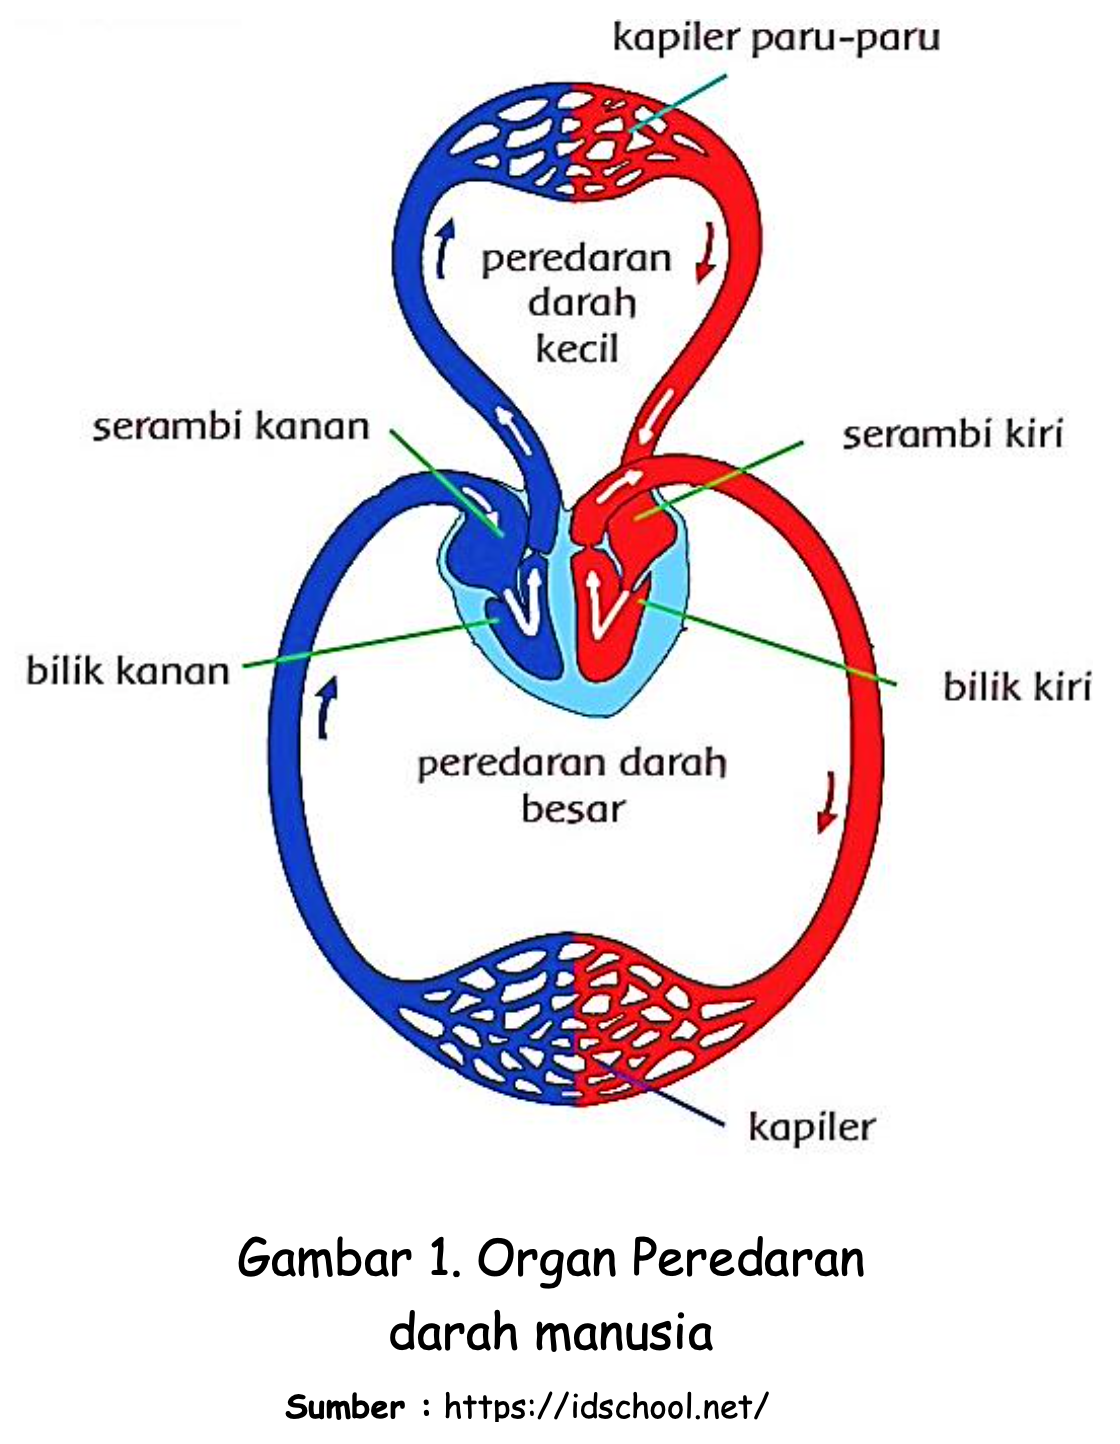 kapiler paru-paru
peredaran
darah
kecil
serambi kanan
serambi kiri
bilik kanan
bilik kiri
peredaran darah
besar
kapiler
Gambar 1. Organ Peredaran
darah manusia
Sumber : https://idschool.net/